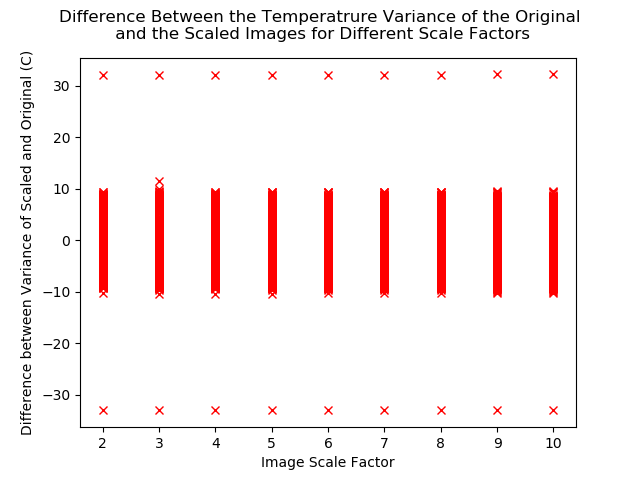 Difference Between the Temperatrure Variance of the Original
and the Scaled Images for Different Scale Factors
Difference between Variance of Scaled and Original (C)
30
20
10
0
−10
−20
−30
2 3 4 5 6 7 8 9 10
Image Scale Factor